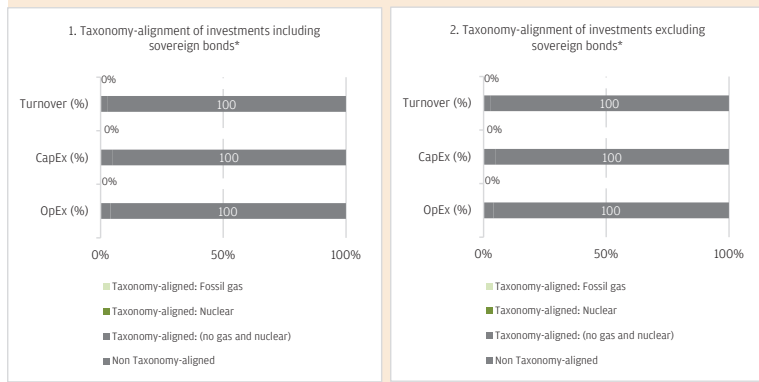 1. Taxonomy-alignment of investments including
sovereign bonds*
0%
Turnover (%)
100
0%
CapEx (%)
100
0%
OpEx (%)
100
0%
50%
100%
Taxonomy-aligned: Fossil gas
Taxonomy-aligned: Nuclear
Taxonomy-aligned: (no gas and nuclear)
Non Taxonomy-aligned
2. Taxonomy-alignment of investments excluding
sovereign bonds*
0%
Turnover (%)
100
0%
CapEx (%)
100
0%
OpEx (%)
100
0%
50%
100%
Taxonomy-aligned: Fossil gas
Taxonomy-aligned: Nuclear
Taxonomy-aligned: (no gas and nuclear)
Non Taxonomy-aligned